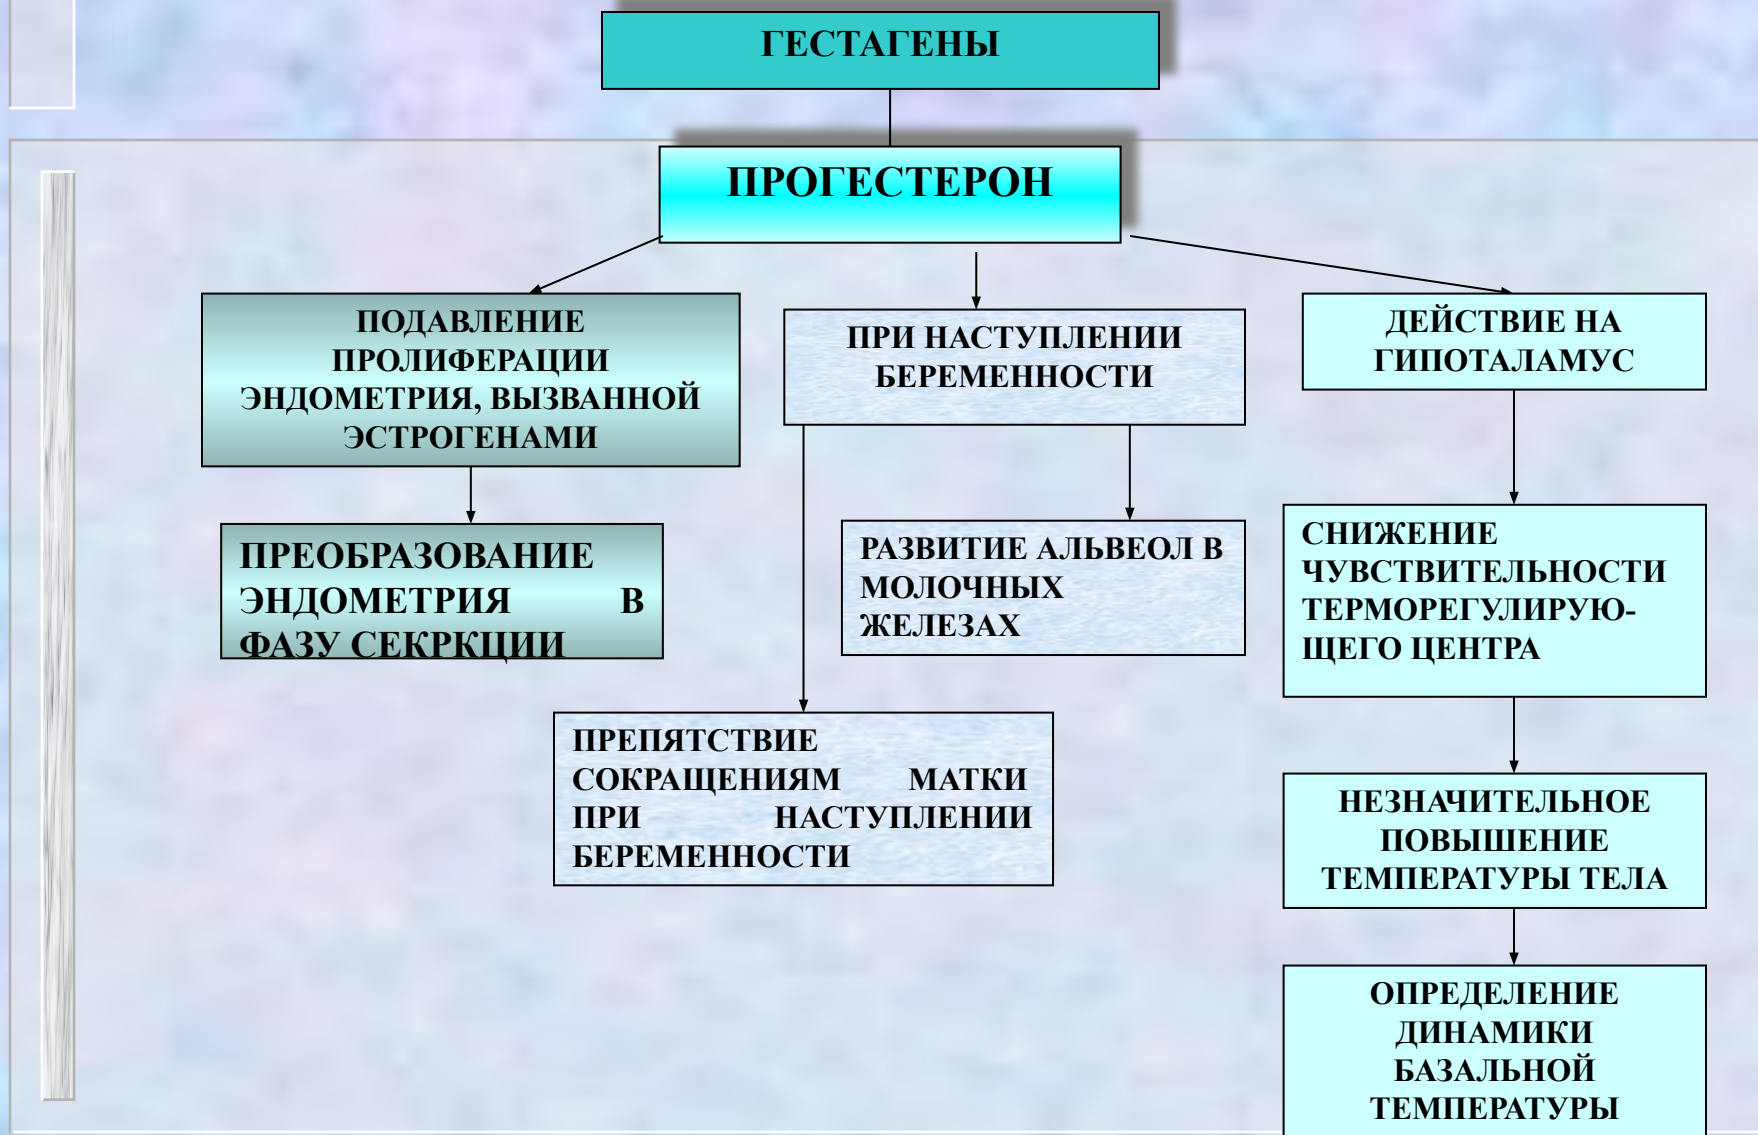 ГЕСТАГЕНЫ
ПРОГЕСТЕРОН
ПОДАВЛЕНИЕ
ПРОЛИФЕРАЦИИ
ЭНДОМЕТРИЯ, ВЫЗВАННОЙ
ЭСТРОГЕНАМИ
ПРЕОБРАЗОВАНИЕ
ЭНДОМЕТРИЯ В
ФАЗУ СЕКРКЦИИ
ПРИ НАСТУПЛЕНИИ
БЕРЕМЕННОСТИ
РАЗВИТИЕ АЛЬВЕОЛ В
МОЛОЧНЫХ
ЖЕЛЕЗАХ
ПРЕПЯТСТВИЕ
СОКРАЩЕНИЯМ МАТКИ
ПРИ НАСТУПЛЕНИИ
БЕРЕМЕННОСТИ
ДЕЙСТВИЕ НА
ГИПОТАЛАМУС
СНИЖЕНИЕ
ЧУВСТВИТЕЛЬНОСТИ
ТЕРМОРЕГУЛИРУЮ-
ЩЕГО ЦЕНТРА
НЕЗНАЧИТЕЛЬНОЕ
ПОВЫШЕНИЕ
ТЕМПЕРАТУРЫ ТЕЛА
ОПРЕДЕЛЕНИЕ
ДИНАМИКИ
БАЗАЛЬНОЙ
ТЕМПЕРАТУРЫ